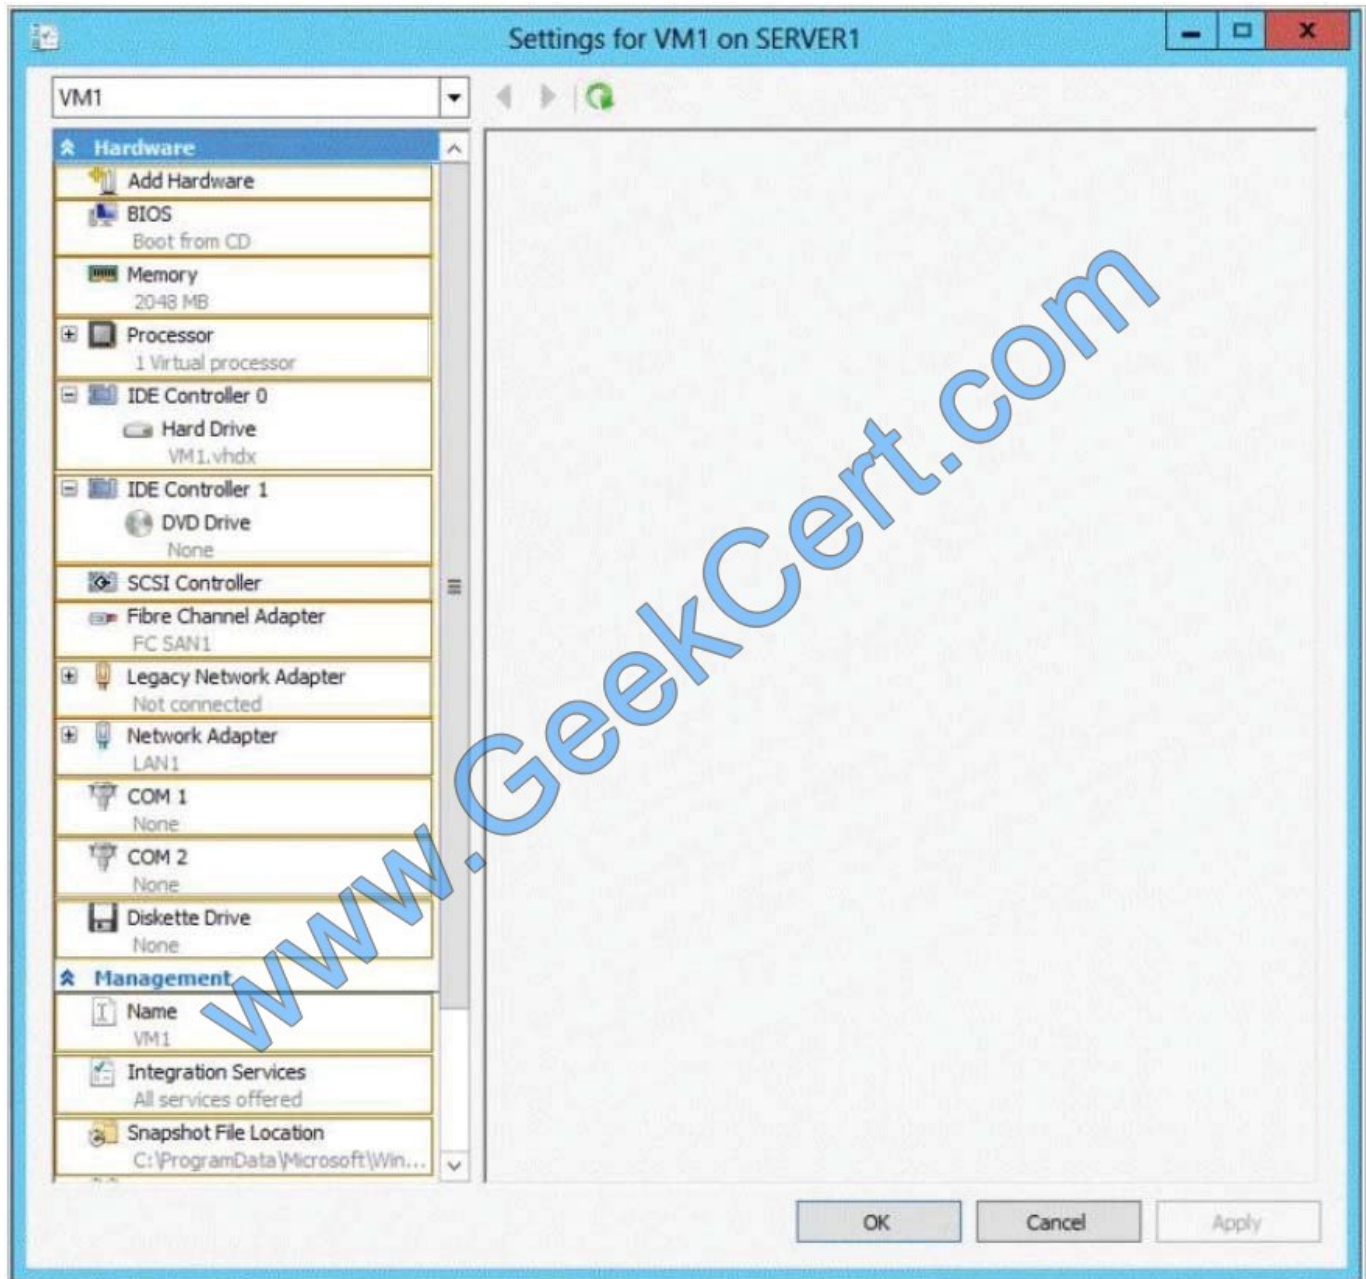 Settings for VM1 on SERVER1
VM1
Hardware
Add Hardware
BIOS
Boot from CD
Memory
2048 MB
Processor
1 Virtual processor
IDE Controller 0
Hard Drive
VM1.vhdx
IDE Controller 1
DVD Drive
None
SCSI Controller
Fibre Channel Adapter
FC SAN1
Legacy Network Adapter
Not connected
Network Adapter
LAN1
COM 1
None
COM 2
None
Diskette Drive
None
Management
Name
VM1
Integration Services
All services offered
Snapshot File Location
C:\ProgramData\Microsoft\Win...
OK Cancel Apply
www.GeekCert.com